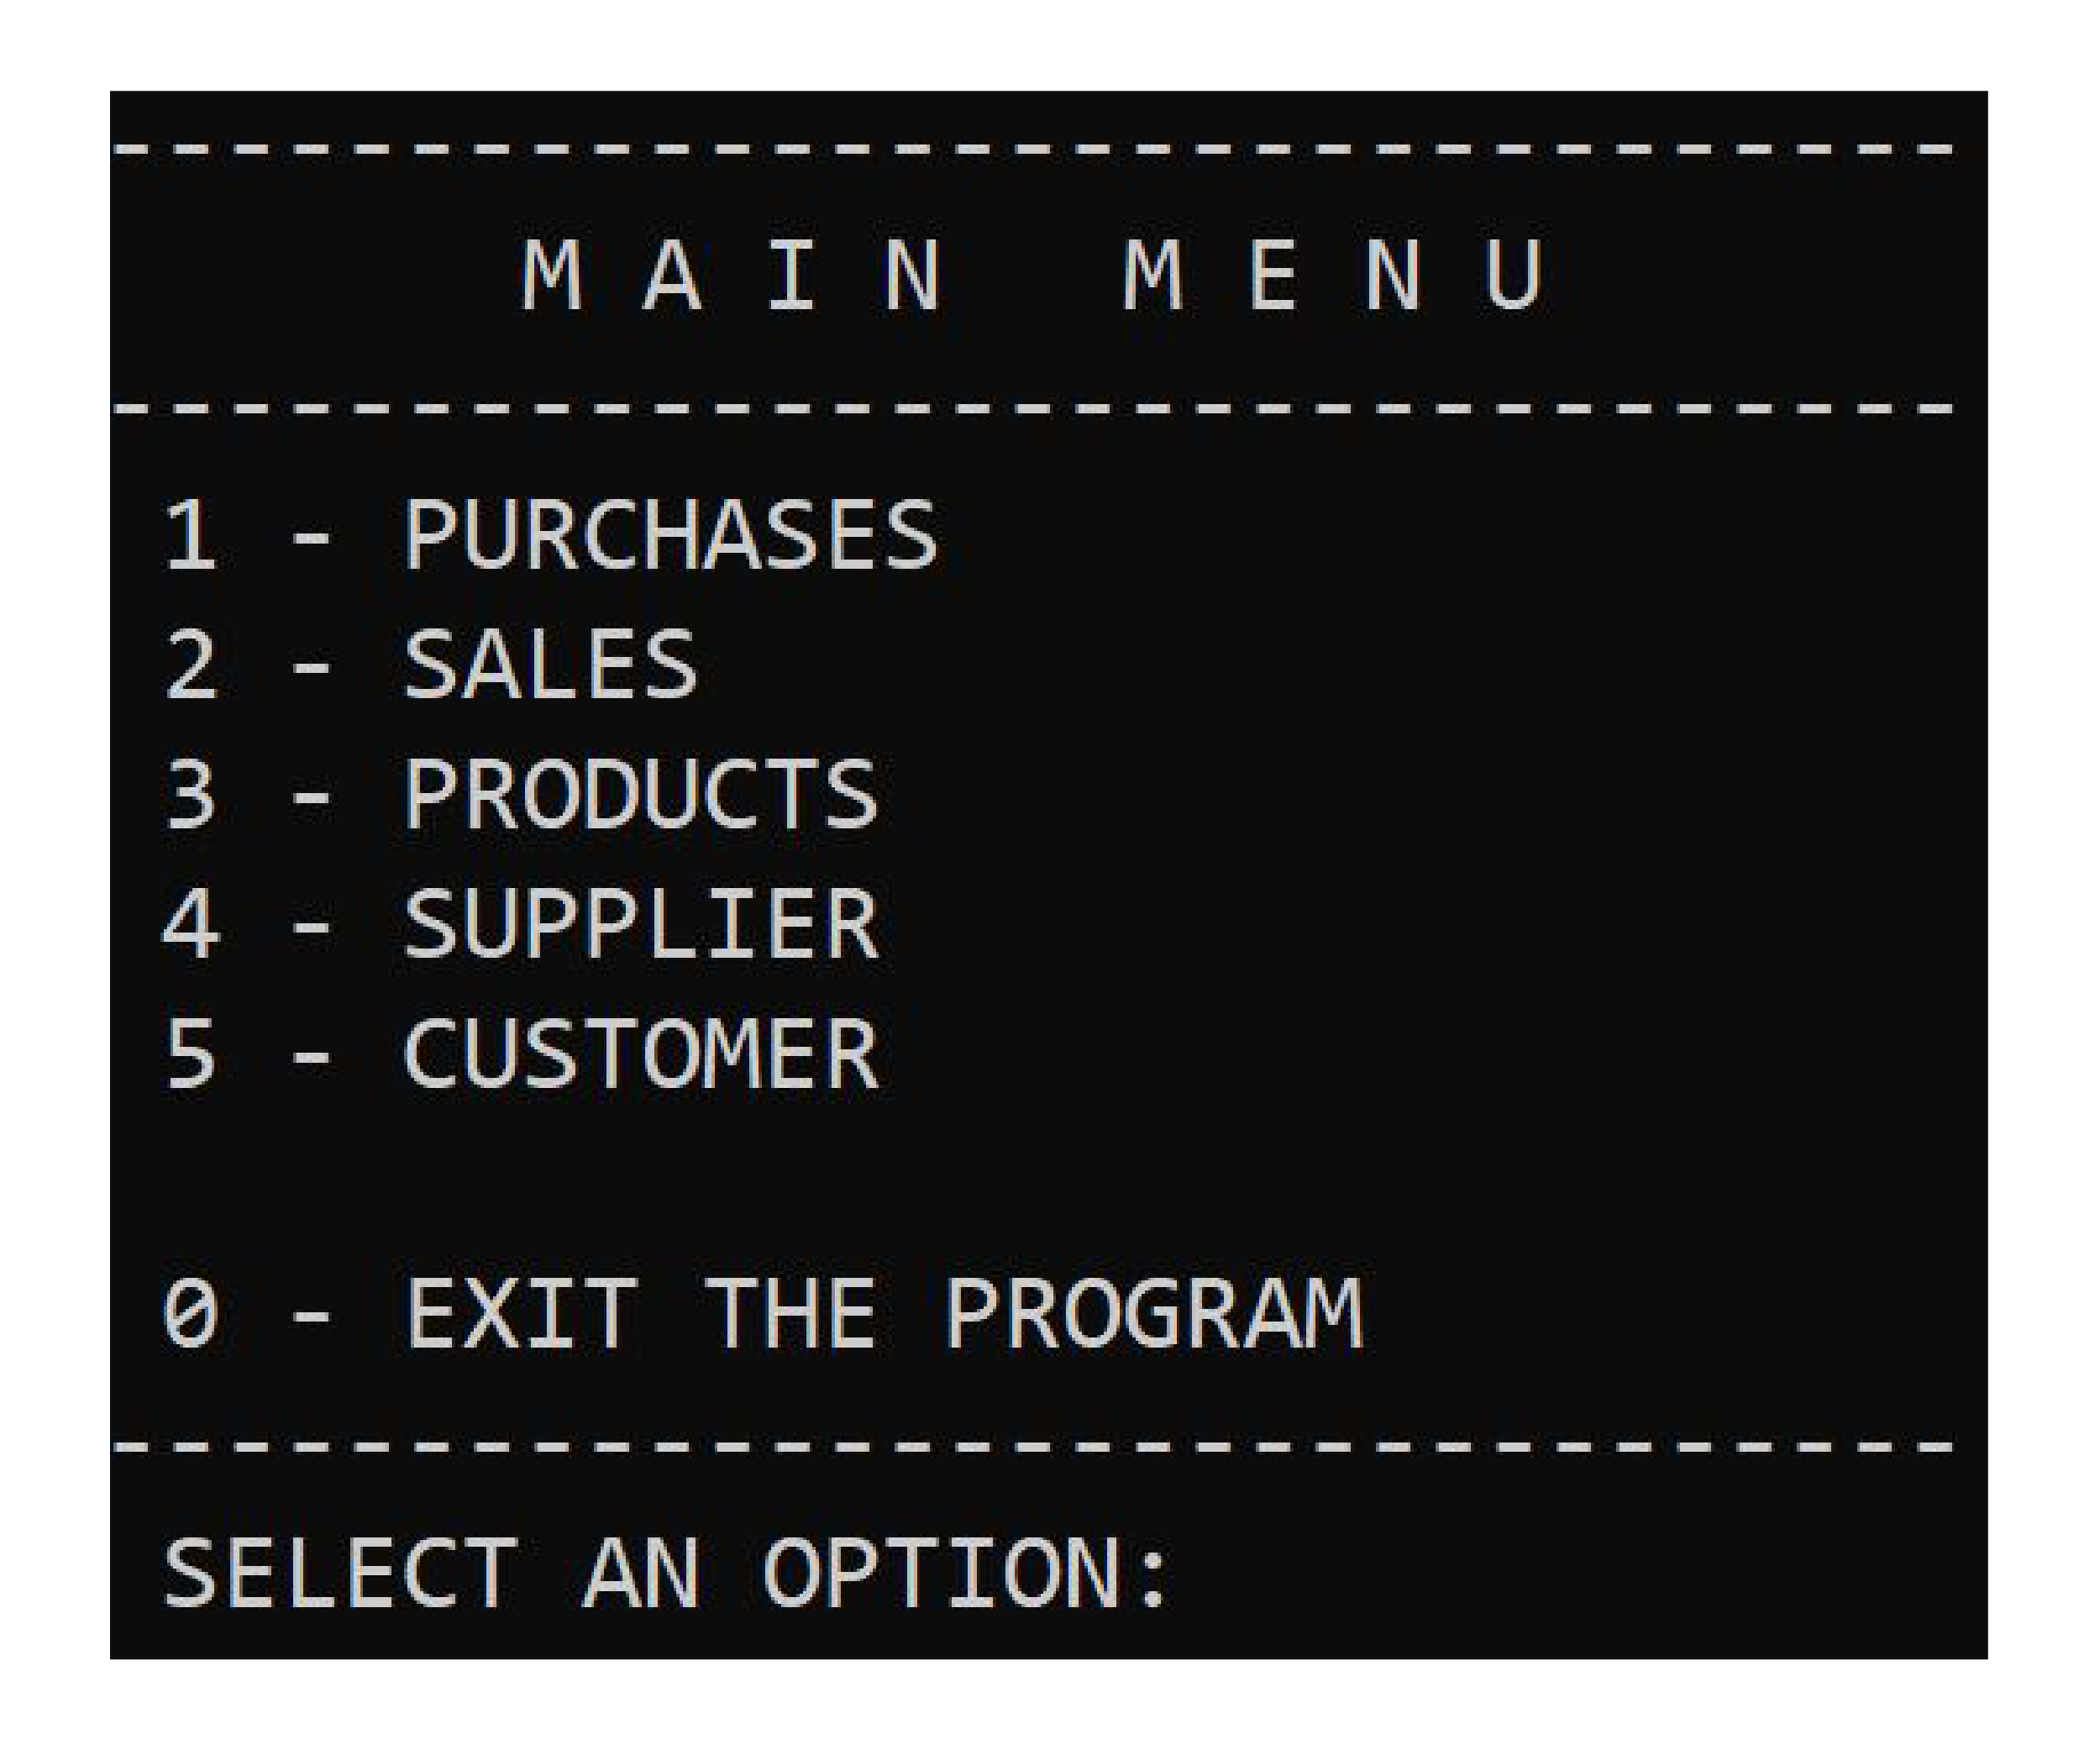 -------------------------------
M A I N   M E N U
-------------------------------
1 - PURCHASES
2 - SALES
3 - PRODUCTS
4 - SUPPLIER
5 - CUSTOMER
0 - EXIT THE PROGRAM
-------------------------------
SELECT AN OPTION: